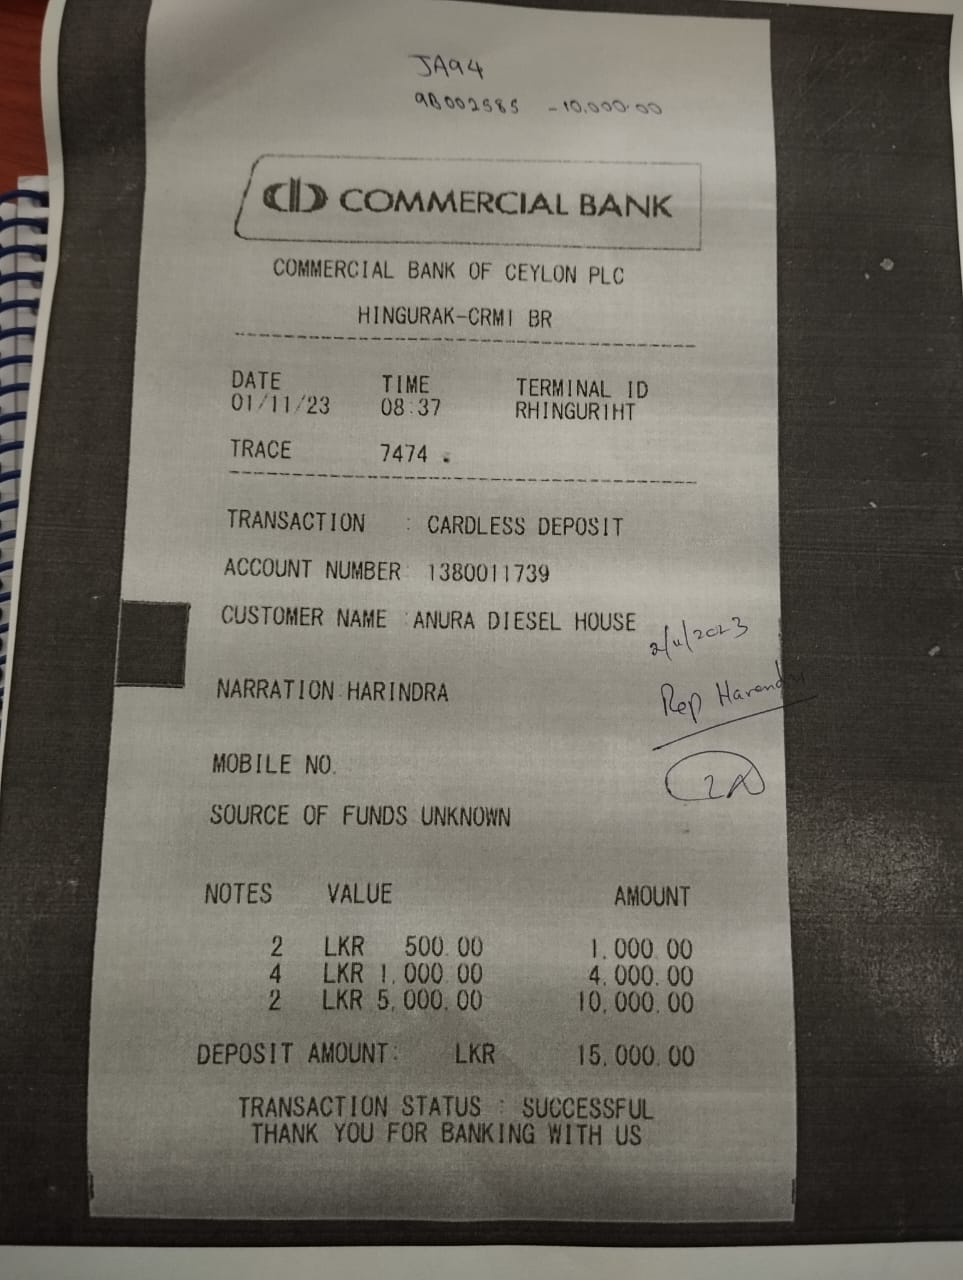 JA94
9B002585 - 10,000.00
COMMERCIAL BANK
COMMERCIAL BANK OF CEYLON PLC
HINGURAK-CRM1 BR
DATE TIME TERMINAL ID
01/11/23 08:37 RHINGUR1HT
TRACE 7474
TRANSACTION : CARDLESS DEPOSIT
ACCOUNT NUMBER: 1380011739
CUSTOMER NAME :ANURA DIESEL HOUSE
2/11/2023
NARRATION:HARINDRA
Rep Harendra
MOBILE NO.
SOURCE OF FUNDS UNKNOWN
NOTES VALUE AMOUNT
2 LKR 500.00 1,000.00
4 LKR 1,000.00 4,000.00
2 LKR 5,000.00 10,000.00
DEPOSIT AMOUNT: LKR 15,000.00
TRANSACTION STATUS : SUCCESSFUL
THANK YOU FOR BANKING WITH US